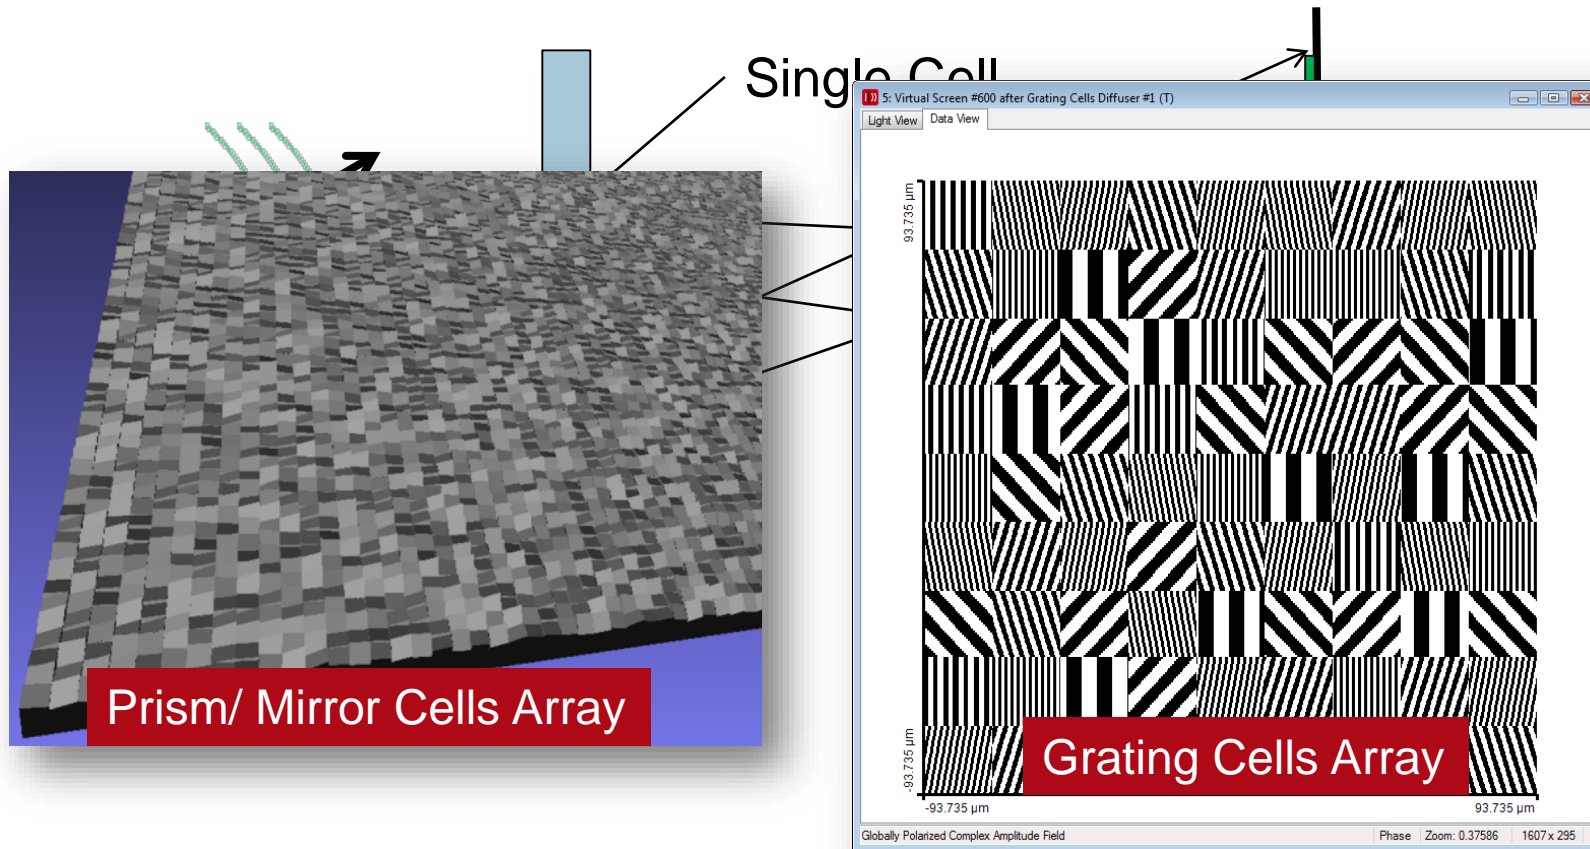 Single Cell
5: Virtual Screen #600 after Grating Cells Diffuser #1 (T)
Light View Data View
93.735 µm
-93.735 µm
-93.735 µm 93.735 µm
Prism/ Mirror Cells Array
Grating Cells Array
Globally Polarized Complex Amplitude Field Phase Zoom: 0.37586 1607 x 295